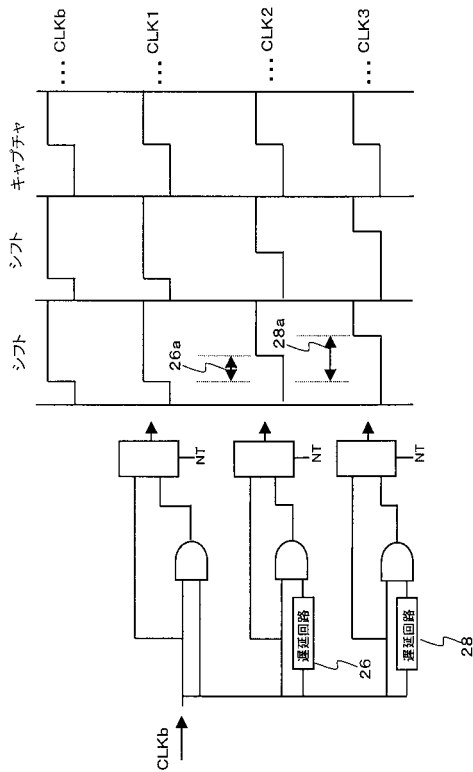 シフト
シフト
キャプチャ
CLKb
NT
NT
NT
遅延回路
26
遅延回路
28
26a
28a
... CLKb
... CLK1
... CLK2
... CLK3